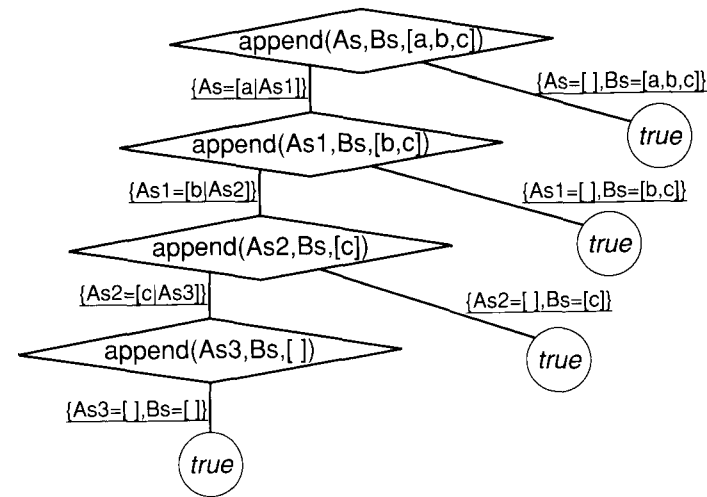 append(As,Bs,[a,b,c])
{As=[a|As1]}
{As=[ ],Bs=[a,b,c]}
true
append(As1,Bs,[b,c])
{As1=[b|As2]}
{As1=[ ],Bs=[b,c]}
true
append(As2,Bs,[c])
{As2=[c|As3]}
{As2=[ ],Bs=[c]}
true
append(As3,Bs,[ ])
{As3=[ ],Bs=[ ]}
true